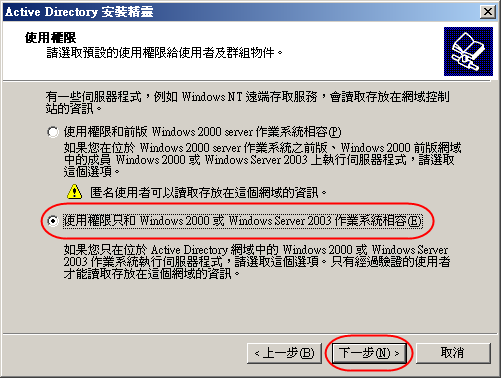 Active Directory 安裝精靈
使用權限
請選取預設的使用權限給使用者及群組物件。
有一些伺服器程式，例如 Windows NT 遠端存取服務，會讀取存放在網域控制
站的資訊。
使用權限和前版 Windows 2000 server 作業系統相容(P)
如果您在位於 Windows 2000 server 作業系統之前版、Windows 2000 前版網域
中的成員 Windows 2000 或 Windows Server 2003 上執行伺服器程式，請選取
這個選項。
匿名使用者可以讀取存放在這個網域的資訊。
使用權限只和 Windows 2000 或 Windows Server 2003 作業系統相容(E)
如果您只在位於 Active Directory 網域中的 Windows 2000 或 Windows Server
2003 作業系統執行伺服器程式，請選取這個選項。只有經過驗證的使用者
才能讀取存放在這個網域的資訊。
< 上一步(B)
下一步(N) >
取消